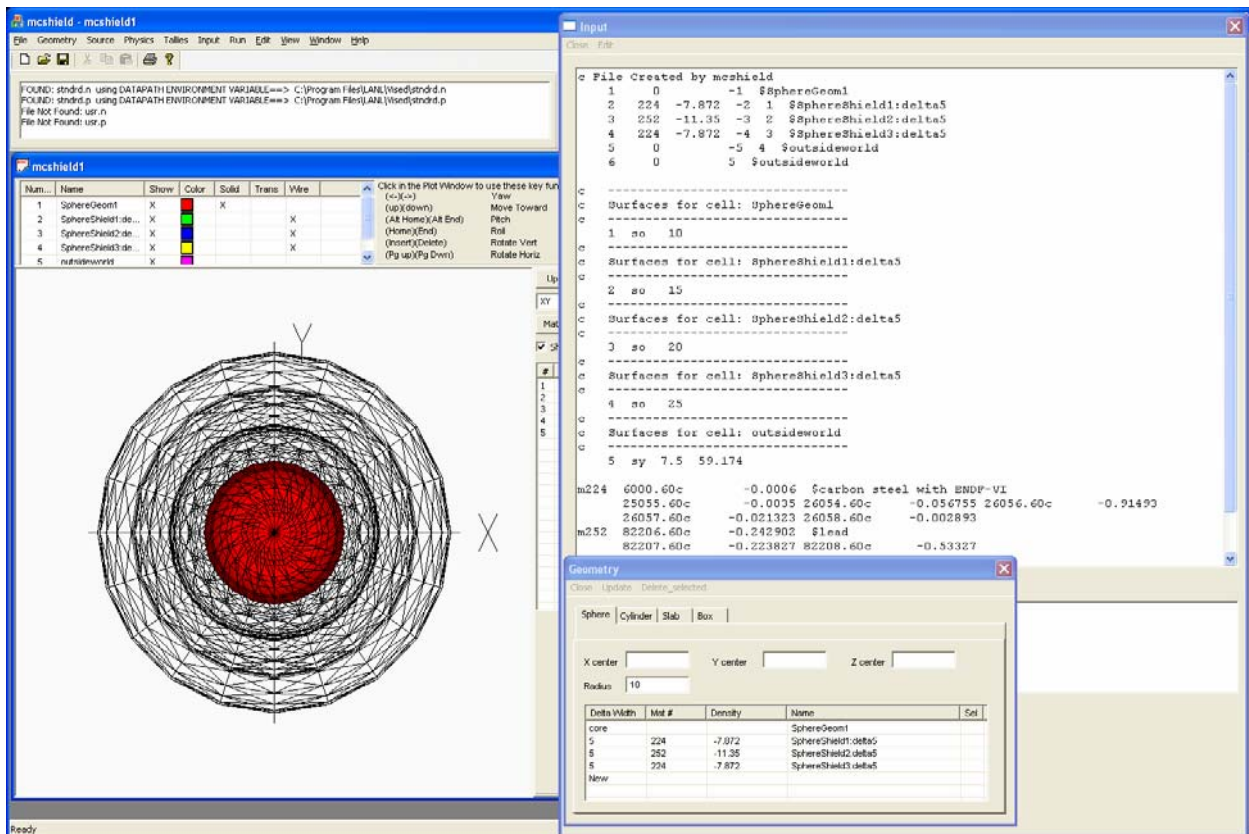 mcshield - mcshield1
File Geometry Source Physics Tallies Input Run Edit View Window Help
FOUND: stndrd.n using DATAPATH ENVIRONMENT VARIABLE==> C:\Program Files\LANL\Vised\stndrd.n
FOUND: stndrd.p using DATAPATH ENVIRONMENT VARIABLE==> C:\Program Files\LANL\Vised\stndrd.p
File Not Found: usr.n
File Not Found: usr.p
mcshield1
Num... Name Show Color Solid Trans Wire
1 SphereGeom1 X X
2 SphereShield1:de... X X
3 SphereShield2:de... X X
4 SphereShield3:de... X X
5 outsideworld X
Click in the Plot Window to use these key fun
(<-)(->) Yaw
(up)(down) Move Toward
(Alt Home)(Alt End) Pitch
(Home)(End) Roll
(Insert)(Delete) Rotate Vert
(Pg up)(Pg Dwn) Rotate Horiz
Up
XY
Mat
Sh
#
1
2
3
4
5
Y
X
Ready
Input
Close Edit
c File Created by mcshield
1 0 -1 $SphereGeom1
2 224 -7.872 -2 1 $SphereShield1:delta5
3 252 -11.35 -3 2 $SphereShield2:delta5
4 224 -7.872 -4 3 $SphereShield3:delta5
5 0 -5 4 $outsideworld
6 0 5 $outsideworld
c ------------------------------
c Surfaces for cell: SphereGeom1
c ------------------------------
1 so 10
c ------------------------------
c Surfaces for cell: SphereShield1:delta5
c ------------------------------
2 so 15
c ------------------------------
c Surfaces for cell: SphereShield2:delta5
c ------------------------------
3 so 20
c ------------------------------
c Surfaces for cell: SphereShield3:delta5
c ------------------------------
4 so 25
c ------------------------------
c Surfaces for cell: outsideworld
c ------------------------------
5 sy 7.5 59.174
m224 6000.60c -0.0006 $carbon steel with ENDF-VI
25055.60c -0.0035 26054.60c -0.056755 26056.60c -0.91493
26057.60c -0.021323 26058.60c -0.002893
m252 82206.60c -0.242902 $lead
82207.60c -0.223827 82208.60c -0.53327
Geometry
Close Update Delete_selected
Sphere Cylinder Slab Box
X center Y center Z center
Radius 10
Delta Width Mat # Density Name Sel
core SphereGeom1
5 224 -7.872 SphereShield1:delta5
5 252 -11.35 SphereShield2:delta5
5 224 -7.872 SphereShield3:delta5
New